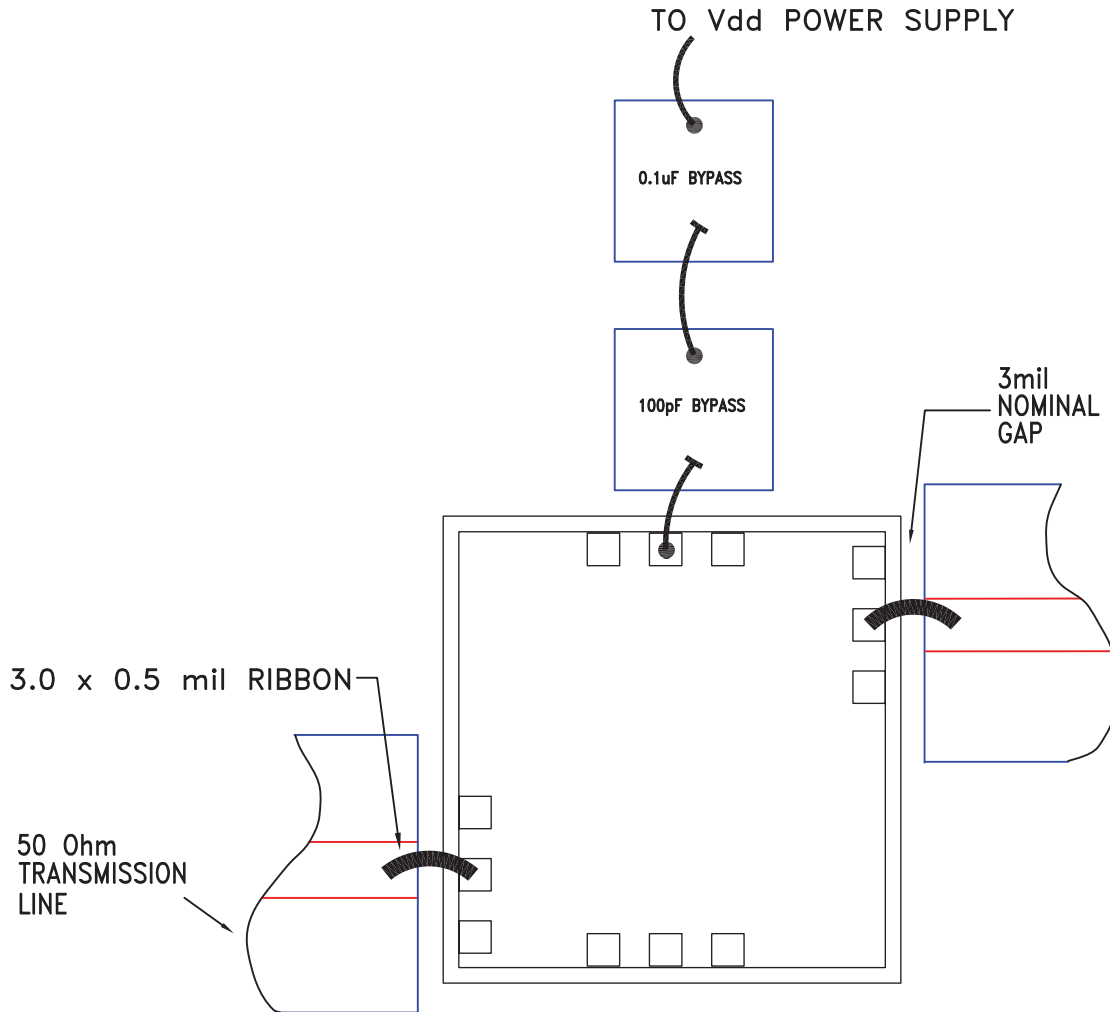 TO Vdd POWER SUPPLY
0.1uF BYPASS
100pF BYPASS
3mil
NOMINAL
GAP
3.0 x 0.5 mil RIBBON
50 Ohm
TRANSMISSION
LINE